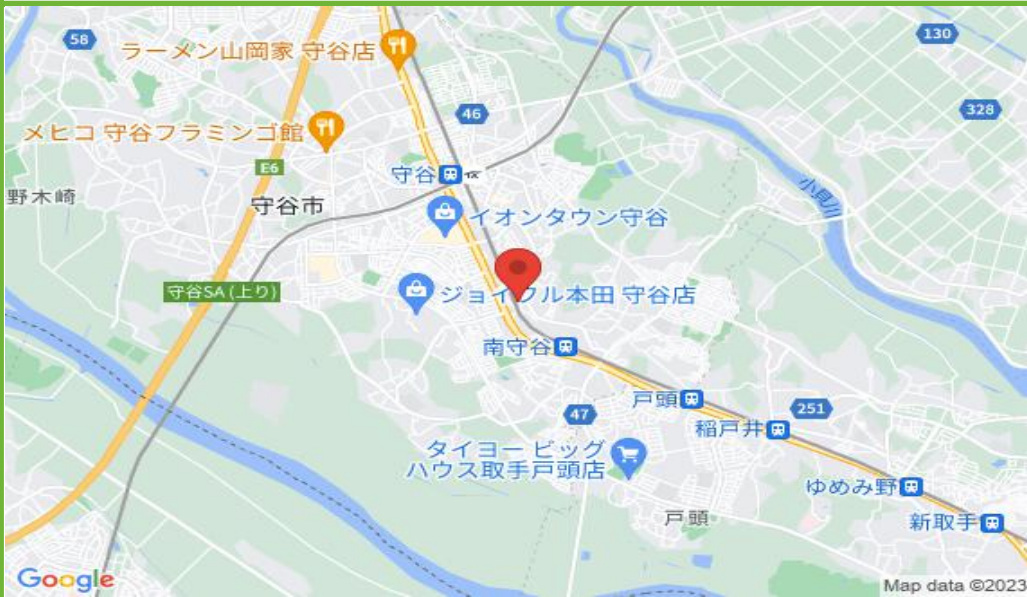 58
ラーメン山岡家 守谷店
130
46
328
メヒコ 守谷フラミンゴ館
E6
守谷
野木崎
守谷市
小貝川
イオンタウン守谷
守谷SA (上り)
ジョイフル本田 守谷店
南守谷
戸頭
251
47
稲戸井
タイヨー ビッグ
ハウス取手戸頭店
ゆめみ野
戸頭
新取手
Google
Map data ©2023